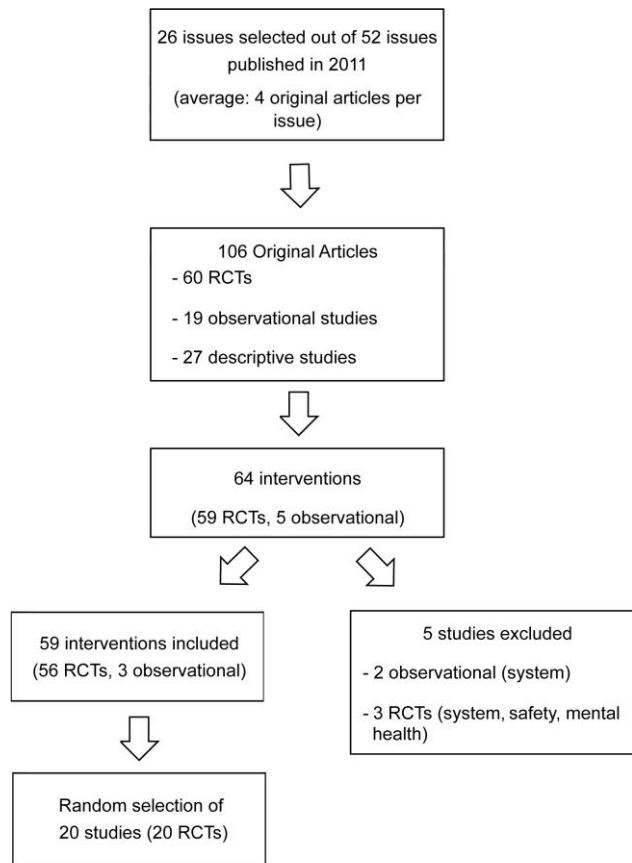 26 issues selected out of 52 issues
published in 2011
(average: 4 original articles per
issue)
106 Original Articles
- 60 RCTs
- 19 observational studies
- 27 descriptive studies
64 interventions
(59 RCTs, 5 observational)
59 interventions included
(56 RCTs, 3 observational)
5 studies excluded
- 2 observational (system)
- 3 RCTs (system, safety, mental
health)
Random selection of
20 studies (20 RCTs)